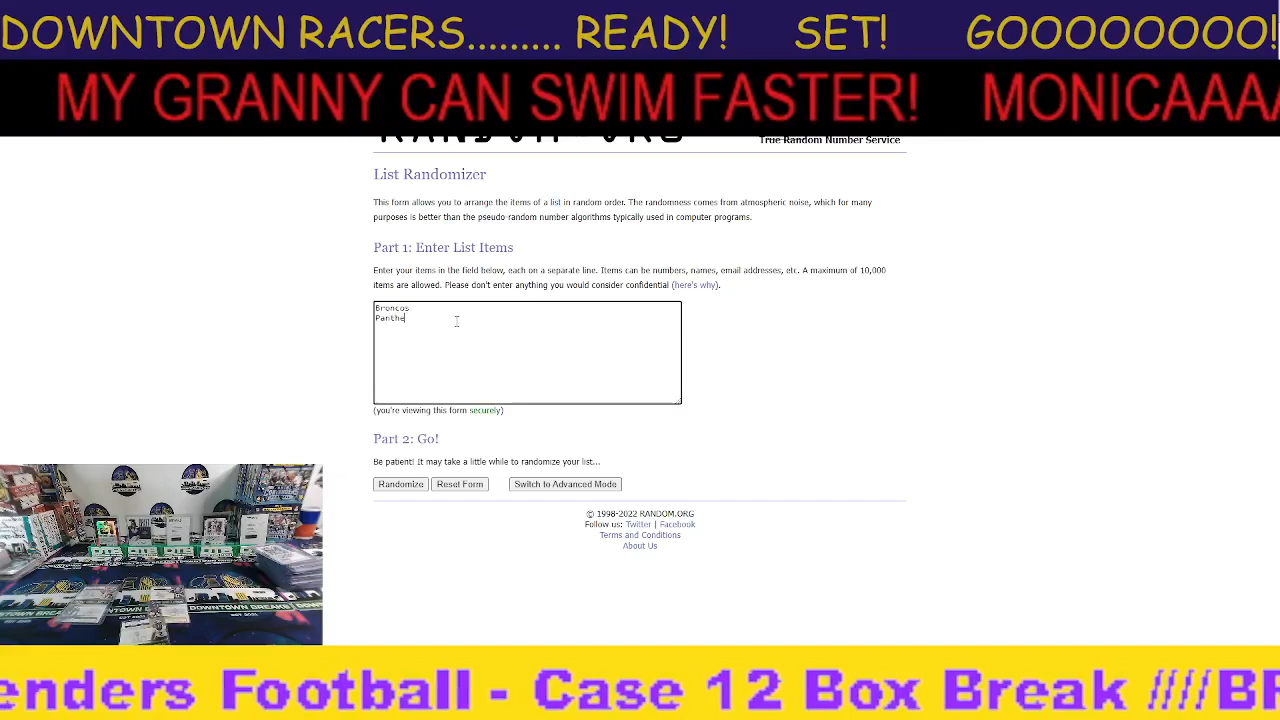 DOWNTOWN RACERS......... READY! SET! GOOOOOOOO!
MY GRANNY CAN SWIM FASTER! MONICAAAA
RANDOM ORG
True Random Number Service
List Randomizer
This form allows you to arrange the items of a list in random order. The randomness comes from atmospheric noise, which for many
purposes is better than the pseudo-random number algorithms typically used in computer programs.
Part 1: Enter List Items
Enter your items in the field below, each on a separate line. Items can be numbers, names, email addresses, etc. A maximum of 10,000
items are allowed. Please don't enter anything you would consider confidential (here's why).
Broncos
Panthe
(you're viewing this form securely)
Part 2: Go!
Be patient! It may take a little while to randomize your list...
Randomize Reset Form Switch to Advanced Mode
© 1998-2022 RANDOM.ORG
Follow us: Twitter | Facebook
Terms and Conditions
About Us
DOWNTOWN BREAKS
enders Football - Case 12 Box Break ////BR